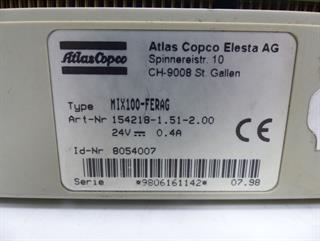 Atlas Copco
Atlas Copco Elesta AG
Spinnereistr. 10
CH-9008 St. Gallen
Type MIX100-FERAG
Art-Nr 154218-1.51-2.00
24V⎓ 0.4A
Id-Nr 8054007
Serie *9806161142* 07.98